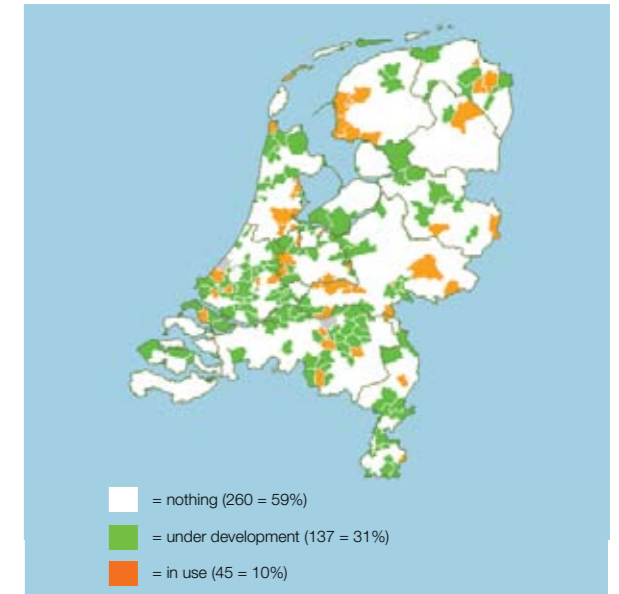 = nothing (260 = 59%)
= under development (137 = 31%)
= in use (45 = 10%)